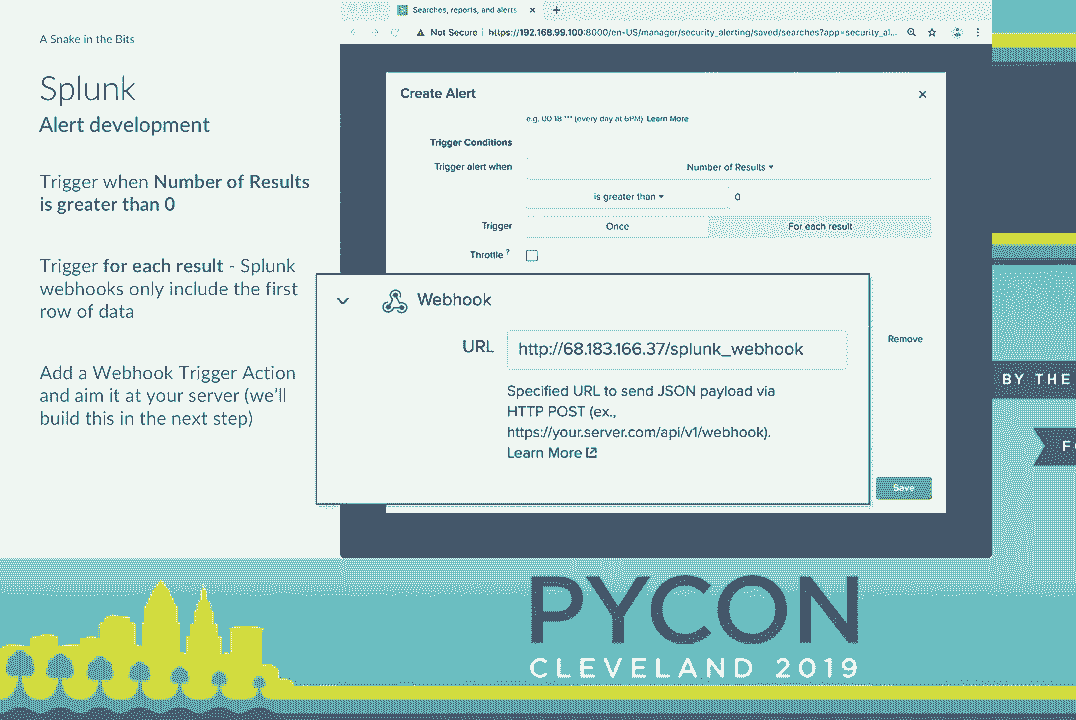 A Snake in the Bits
Splunk
Alert development
Trigger when Number of Results
is greater than 0
Trigger for each result - Splunk
webhooks only include the first
row of data
Add a Webhook Trigger Action
and aim it at your server (we'll
build this in the next step)
Searches, reports, and alerts
Not Secure | https://192.168.99.100:8000/en-US/manager/security_alerting/saved/searches?app=security_al...
Create Alert
e.g. 00 18 *** (every day at 6PM). Learn More
Trigger Conditions
Trigger alert when
Number of Results
is greater than
0
Trigger
Once
For each result
Throttle ?
Webhook
URL
http://68.183.166.37/splunk_webhook
Specified URL to send JSON payload via
HTTP POST (ex.,
https://your.server.com/api/v1/webhook).
Learn More
Remove
Save
BY THE
F
PYCON
CLEVELAND 2019